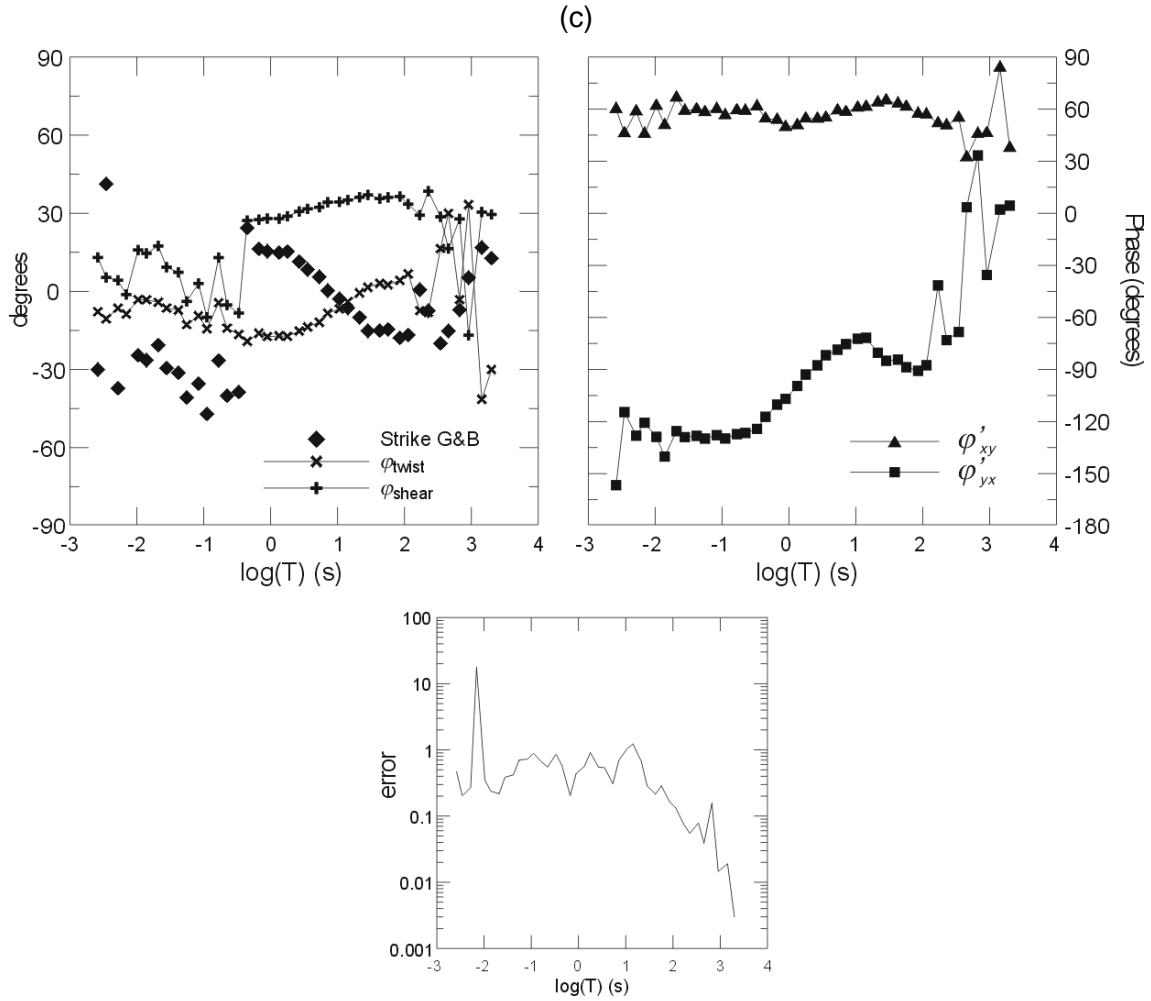 (c)
90
60
30
0
-30
-60
-90
degrees
-3 -2 -1 0 1 2 3 4
log(T) (s)
Strike G&B
φtwist
φshear
90
60
30
0
-30
-60
-90
-120
-150
-180
Phase (degrees)
-3 -2 -1 0 1 2 3 4
log(T) (s)
φ'xy
φ'yx
100
10
1
0.1
0.01
0.001
error
-3 -2 -1 0 1 2 3 4
log(T) (s)